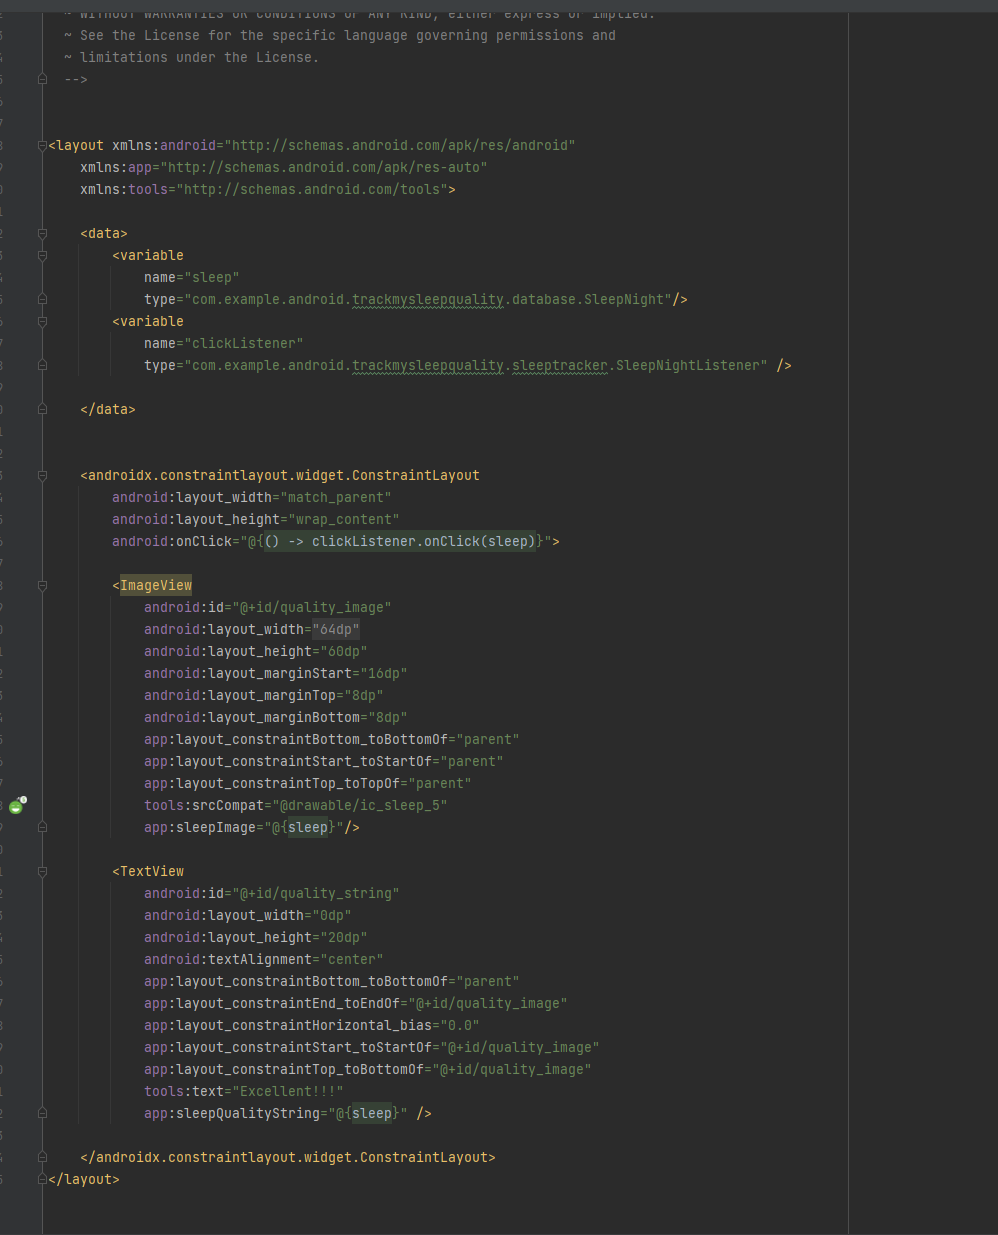 ~ WITHOUT WARRANTIES OR CONDITIONS OF ANY KIND, either express or implied.
~ See the License for the specific language governing permissions and
~ limitations under the License.
-->
<layout xmlns:android="http://schemas.android.com/apk/res/android"
xmlns:app="http://schemas.android.com/apk/res-auto"
xmlns:tools="http://schemas.android.com/tools">
<data>
<variable
name="sleep"
type="com.example.android.trackmysleepquality.database.SleepNight"/>
<variable
name="clickListener"
type="com.example.android.trackmysleepquality.sleeptracker.SleepNightListener" />
</data>
<androidx.constraintlayout.widget.ConstraintLayout
android:layout_width="match_parent"
android:layout_height="wrap_content"
android:onClick="@{() -> clickListener.onClick(sleep)}">
<ImageView
android:id="@+id/quality_image"
android:layout_width="64dp"
android:layout_height="60dp"
android:layout_marginStart="16dp"
android:layout_marginTop="8dp"
android:layout_marginBottom="8dp"
app:layout_constraintBottom_toBottomOf="parent"
app:layout_constraintStart_toStartOf="parent"
app:layout_constraintTop_toTopOf="parent"
tools:srcCompat="@drawable/ic_sleep_5"
app:sleepImage="@{sleep}"/>
<TextView
android:id="@+id/quality_string"
android:layout_width="0dp"
android:layout_height="20dp"
android:textAlignment="center"
app:layout_constraintBottom_toBottomOf="parent"
app:layout_constraintEnd_toEndOf="@+id/quality_image"
app:layout_constraintHorizontal_bias="0.0"
app:layout_constraintStart_toStartOf="@+id/quality_image"
app:layout_constraintTop_toBottomOf="@+id/quality_image"
tools:text="Excellent!!!"
app:sleepQualityString="@{sleep}" />
</androidx.constraintlayout.widget.ConstraintLayout>
</layout>